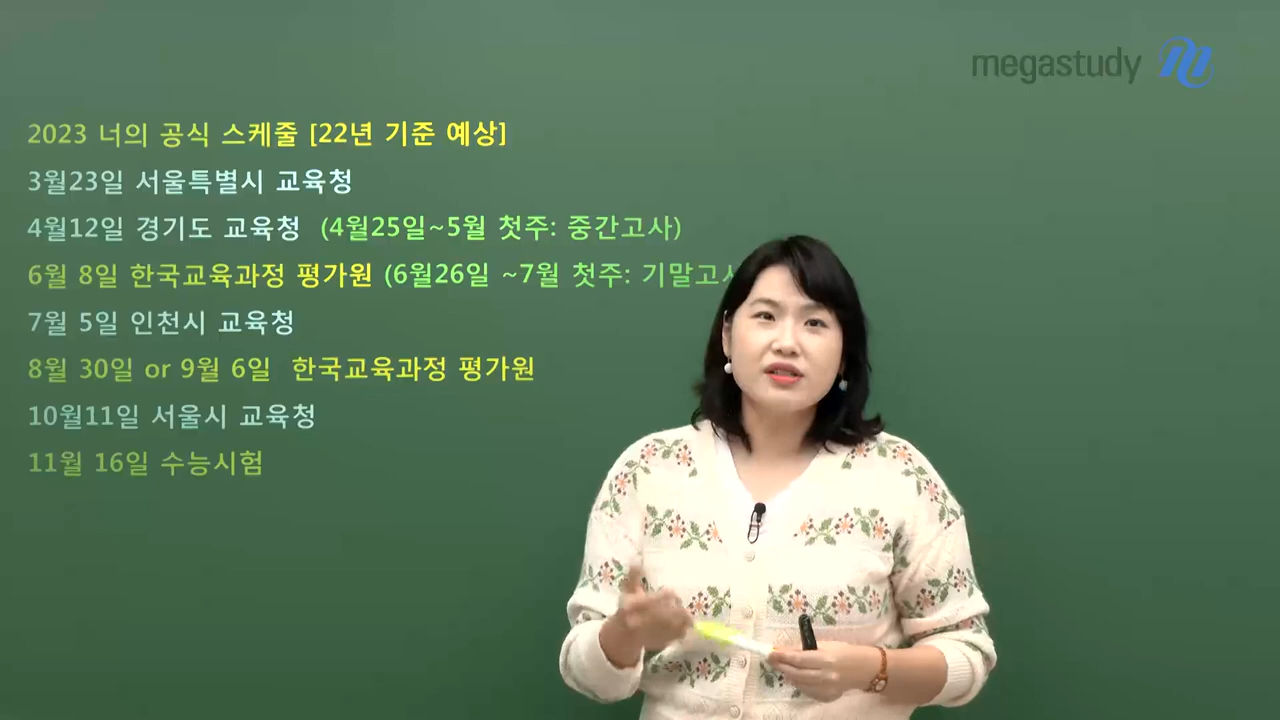 megastudy
2023 너의 공식 스케줄 [22년 기준 예상]
3월23일 서울특별시 교육청
4월12일 경기도 교육청 (4월25일~5월 첫주: 중간고사)
6월 8일 한국교육과정 평가원 (6월26일 ~7월 첫주: 기말고사
7월 5일 인천시 교육청
8월 30일 or 9월 6일 한국교육과정 평가원
10월11일 서울시 교육청
11월 16일 수능시험